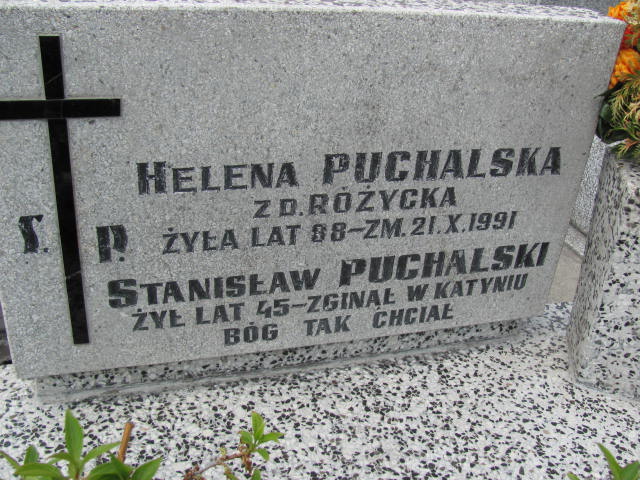 HELENA PUCHALSKA
Z D. RÓŻYCKA
Ś. P. ŻYŁA LAT 88-ZM. 21.X.1991
STANISŁAW PUCHALSKI
ŻYŁ LAT 45-ZGINĄŁ W KATYNIU
BÓG TAK CHCIAŁ